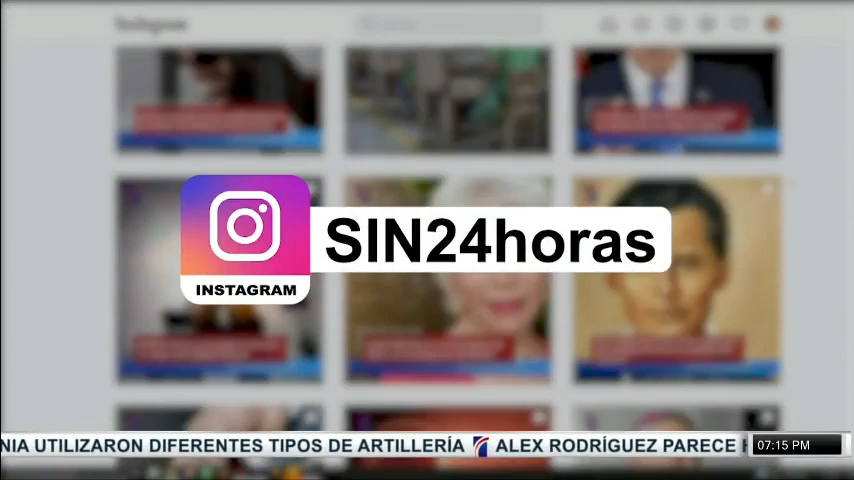 SIN24horas
INSTAGRAM
NIA UTILIZARON DIFERENTES TIPOS DE ARTILLERÍA ALEX RODRÍGUEZ PARECE
07:15 PM